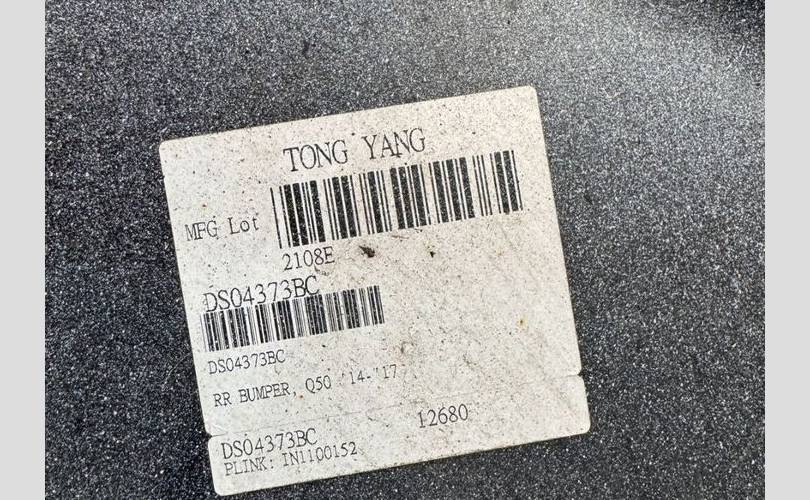 TONG YANG
MFG Lot
2108E
DS04373BC
DS04373BC
RR BUMPER, Q50 '14-'17
DS04373BC 12680
PLINK: IN1100152